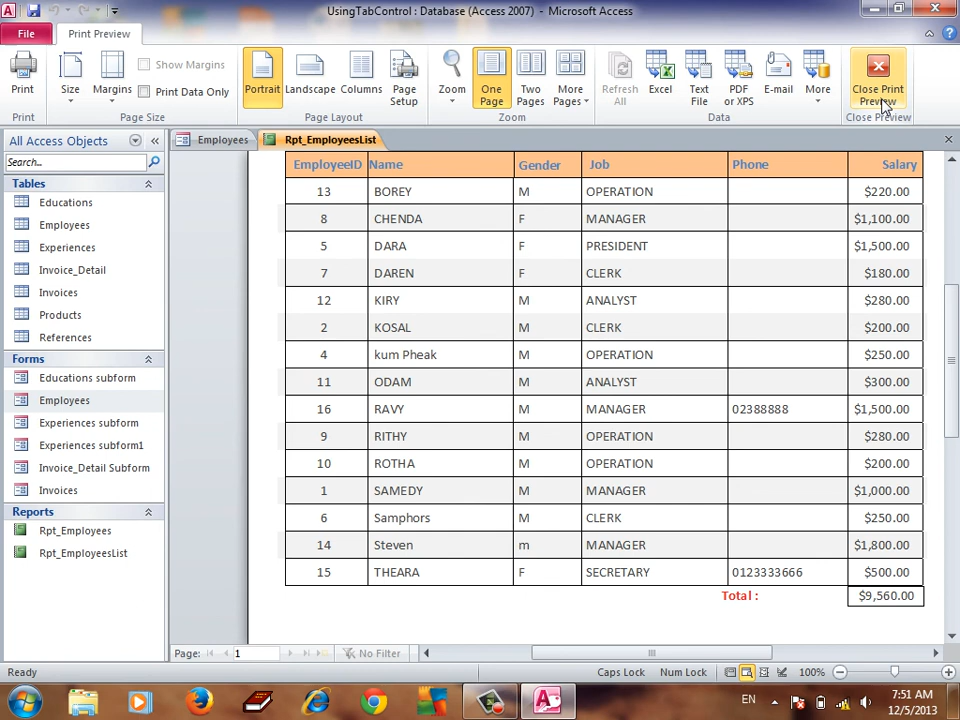 UsingTabControl : Database (Access 2007) - Microsoft Access
File Print Preview
Print
Size
Margins
Show Margins
Print Data Only
Portrait
Landscape
Columns
Page Setup
Zoom
One Page
Two Pages
More Pages
Refresh All
Excel
Text File
PDF or XPS
E-mail
More
Close Print Preview
Print Page Size Page Layout Zoom Data Close Preview
All Access Objects
Search...
Tables
Educations
Employees
Experiences
Invoice_Detail
Invoices
Products
References
Forms
Educations subform
Employees
Experiences subform
Experiences subform1
Invoice_Detail Subform
Invoices
Reports
Rpt_Employees
Rpt_EmployeesList
Employees Rpt_EmployeesList
EmployeeID Name Gender Job Phone Salary
13 BOREY M OPERATION $220.00
8 CHENDA F MANAGER $1,100.00
5 DARA F PRESIDENT $1,500.00
7 DAREN F CLERK $180.00
12 KIRY M ANALYST $280.00
2 KOSAL M CLERK $200.00
4 kum Pheak M OPERATION $250.00
11 ODAM M ANALYST $300.00
16 RAVY M MANAGER 02388888 $1,500.00
9 RITHY M OPERATION $280.00
10 ROTHA M OPERATION $200.00
1 SAMEDY M MANAGER $1,000.00
6 Samphors M CLERK $250.00
14 Steven m MANAGER $1,800.00
15 THEARA F SECRETARY 0123333666 $500.00
Total : $9,560.00
Page: 1 No Filter
Ready Caps Lock Num Lock 100%
EN 7:51 AM
12/5/2013